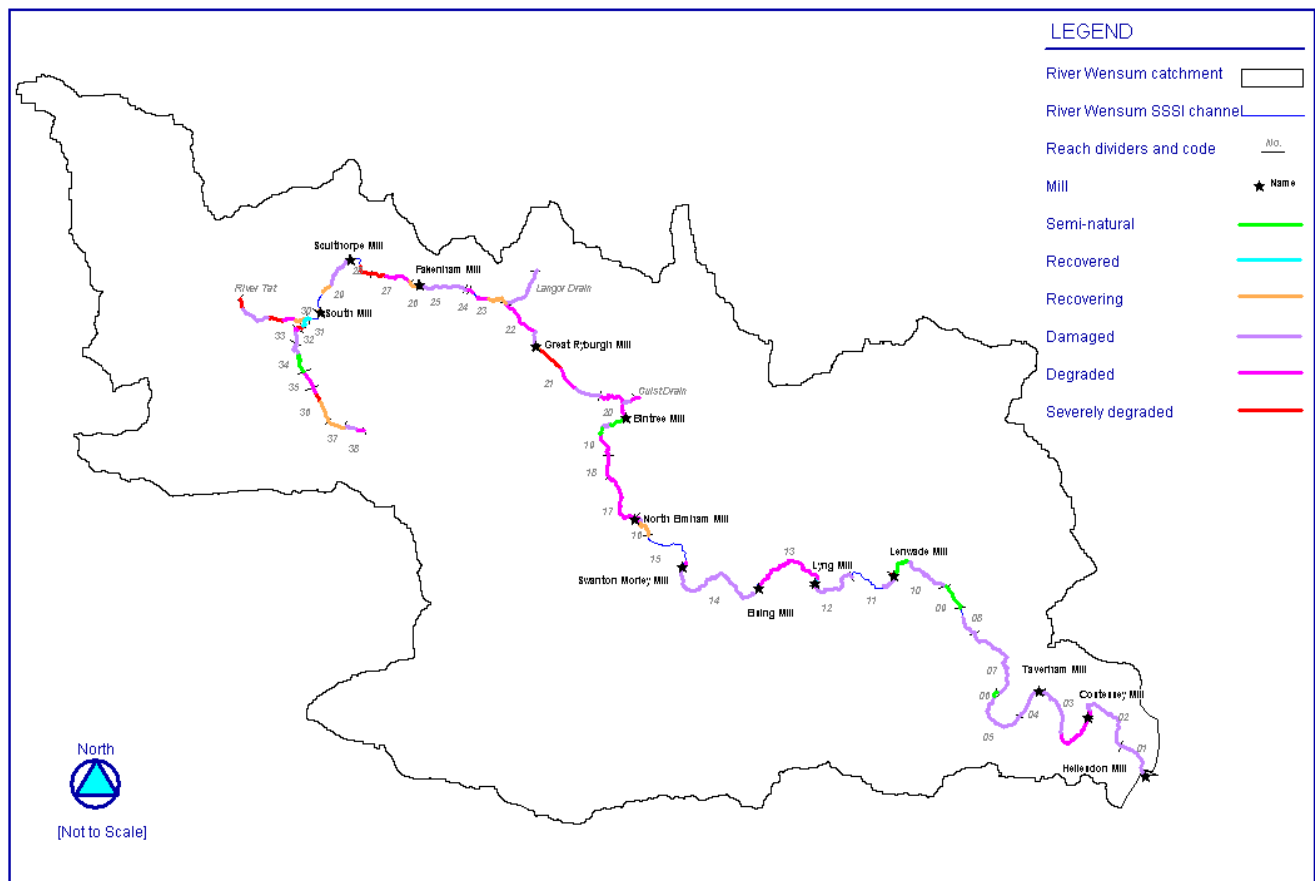 LEGEND
River Wensum catchment
River Wensum SSSI channel
Reach dividers and code
No.
Mill
Name
Semi-natural
Recovered
Recovering
Damaged
Degraded
Severely degraded
Sculthorpe Mill
28
Pakenham Mill
River Tat
29
27
26
25
24
23
Langor Drain
30
South Mill
31
33
32
22
Great Ryburgh Mill
34
21
35
Guist Drain
20
36
Bintree Mill
37
38
19
18
17
North Elmham Mill
16
15
13
Lenwade Mill
Swanton Morley Mill
Lyng Mill
14
12
11
10
09
Elsing Mill
08
07
Taverham Mill
06
Costessey Mill
03
02
04
05
01
Hellesdon Mill
North
[Not to Scale]